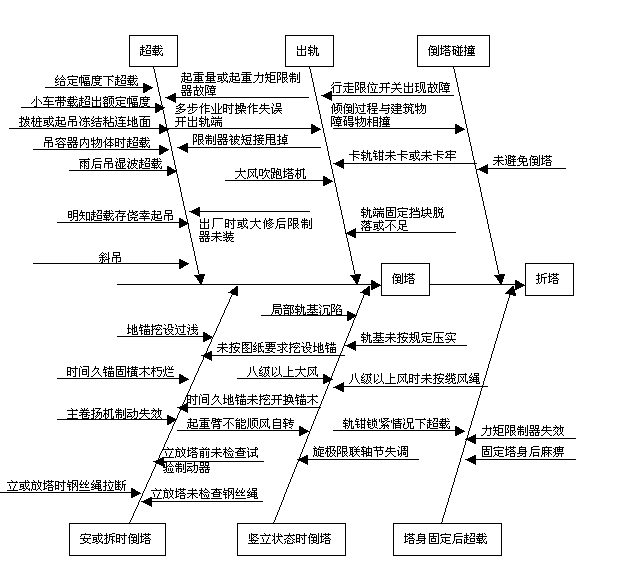 超载
出轨
倒塔碰撞
给定幅度下超载
起重量或起重力矩限制
器故障
行走限位开关出现故障
小车带载超出额定幅度
多步作业时操作失误
开出轨端
倾倒过程与建筑物
障碍物相撞
拨桩或起吊冻结粘连地面
吊容器内物体时超载
限制器被短接甩掉
卡轨钳未卡或未卡牢
未避免倒塔
雨后吊湿波超载
大风吹跑塔机
明知超载存侥幸起吊
出厂时或大修后限制
器未装
轨端固定挡块脱
落或不足
斜吊
倒塔
折塔
局部轨基沉陷
地锚挖设过浅
未按图纸要求挖设地锚
轨基未按规定压实
时间久锚固横木朽烂
八级以上大风
八级以上风时未按缆风绳
时间久地锚未挖开换锚木
主卷扬机制动失效
起重臂不能顺风自转
轨钳锁紧情况下超载
力矩限制器失效
立放塔前未检查试
验制动器
旋极限联轴节失调
固定塔身后麻痹
立或放塔时钢丝绳拉断
立放塔未检查钢丝绳
安或拆时倒塔
竖立状态时倒塔
塔身固定后超载